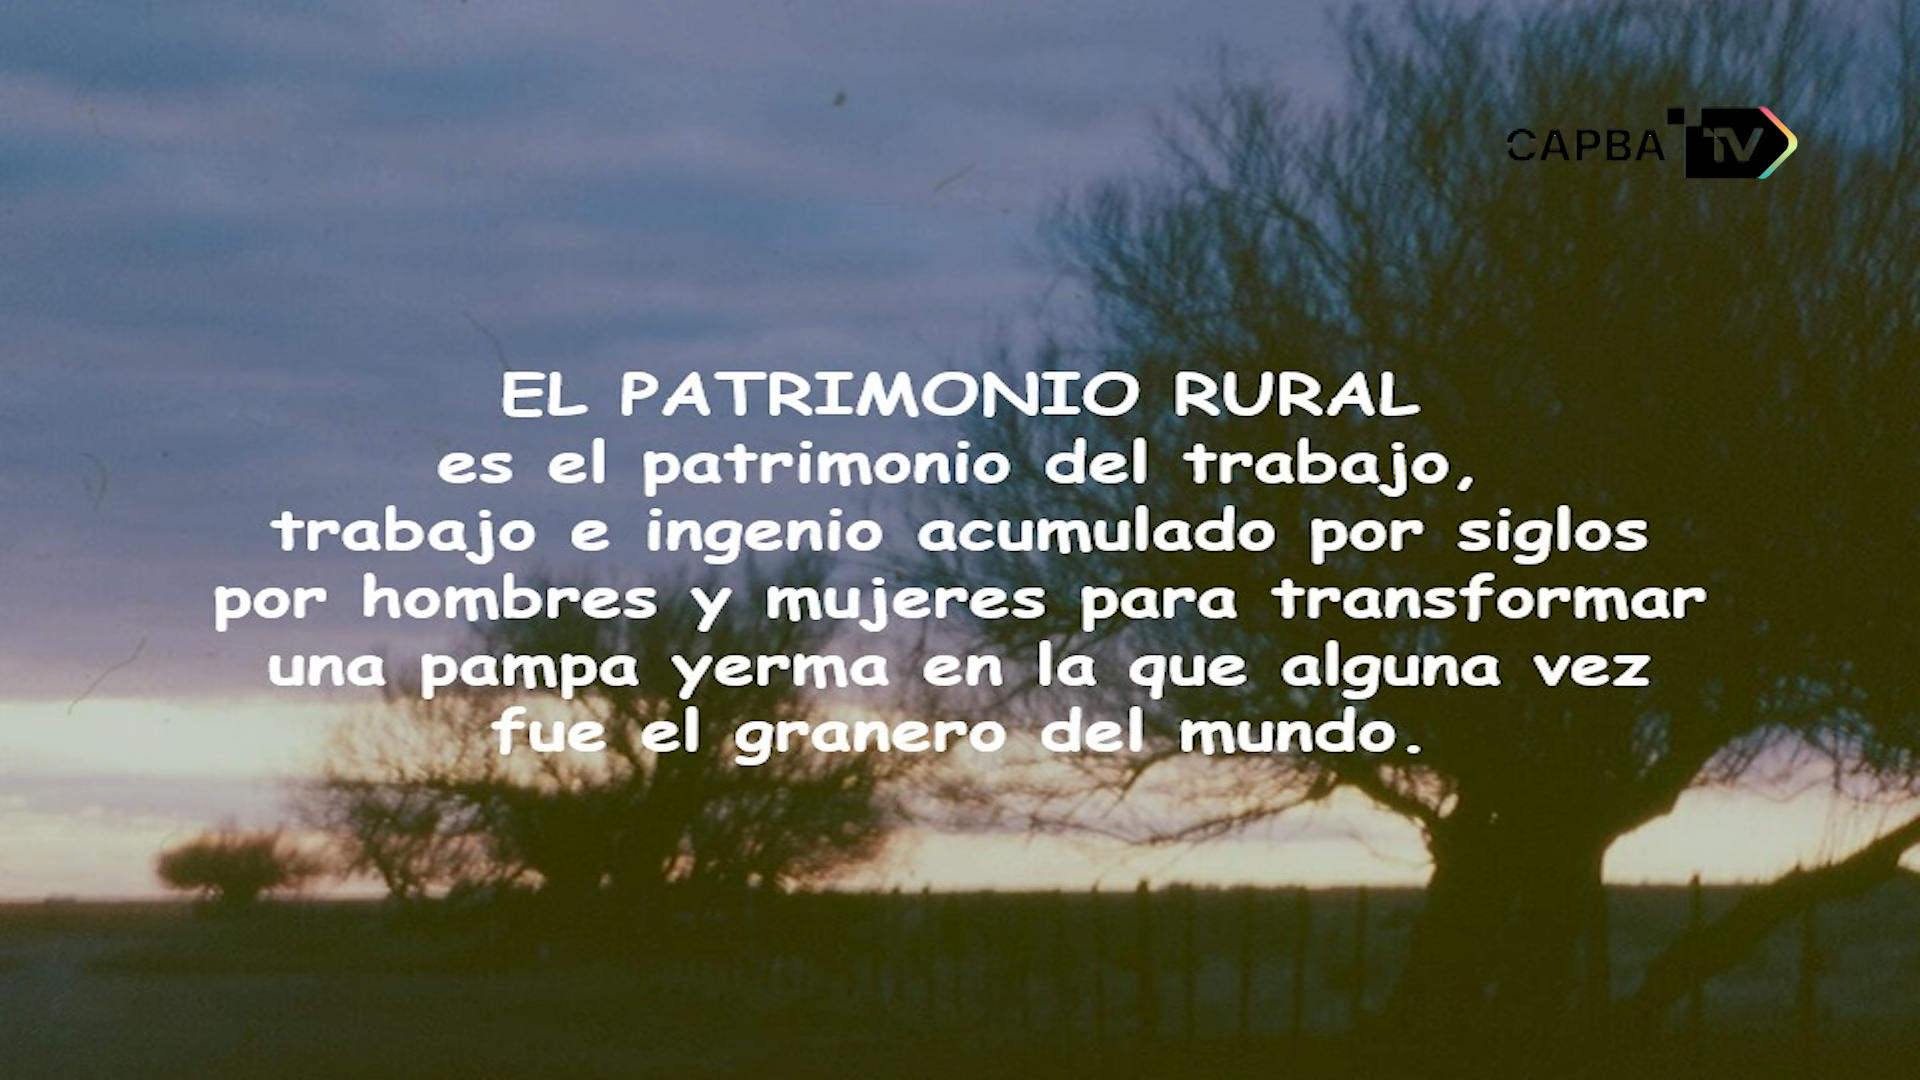 CAPBA TV
EL PATRIMONIO RURAL
es el patrimonio del trabajo,
trabajo e ingenio acumulado por siglos
por hombres y mujeres para transformar
una pampa yerma en la que alguna vez
fue el granero del mundo.